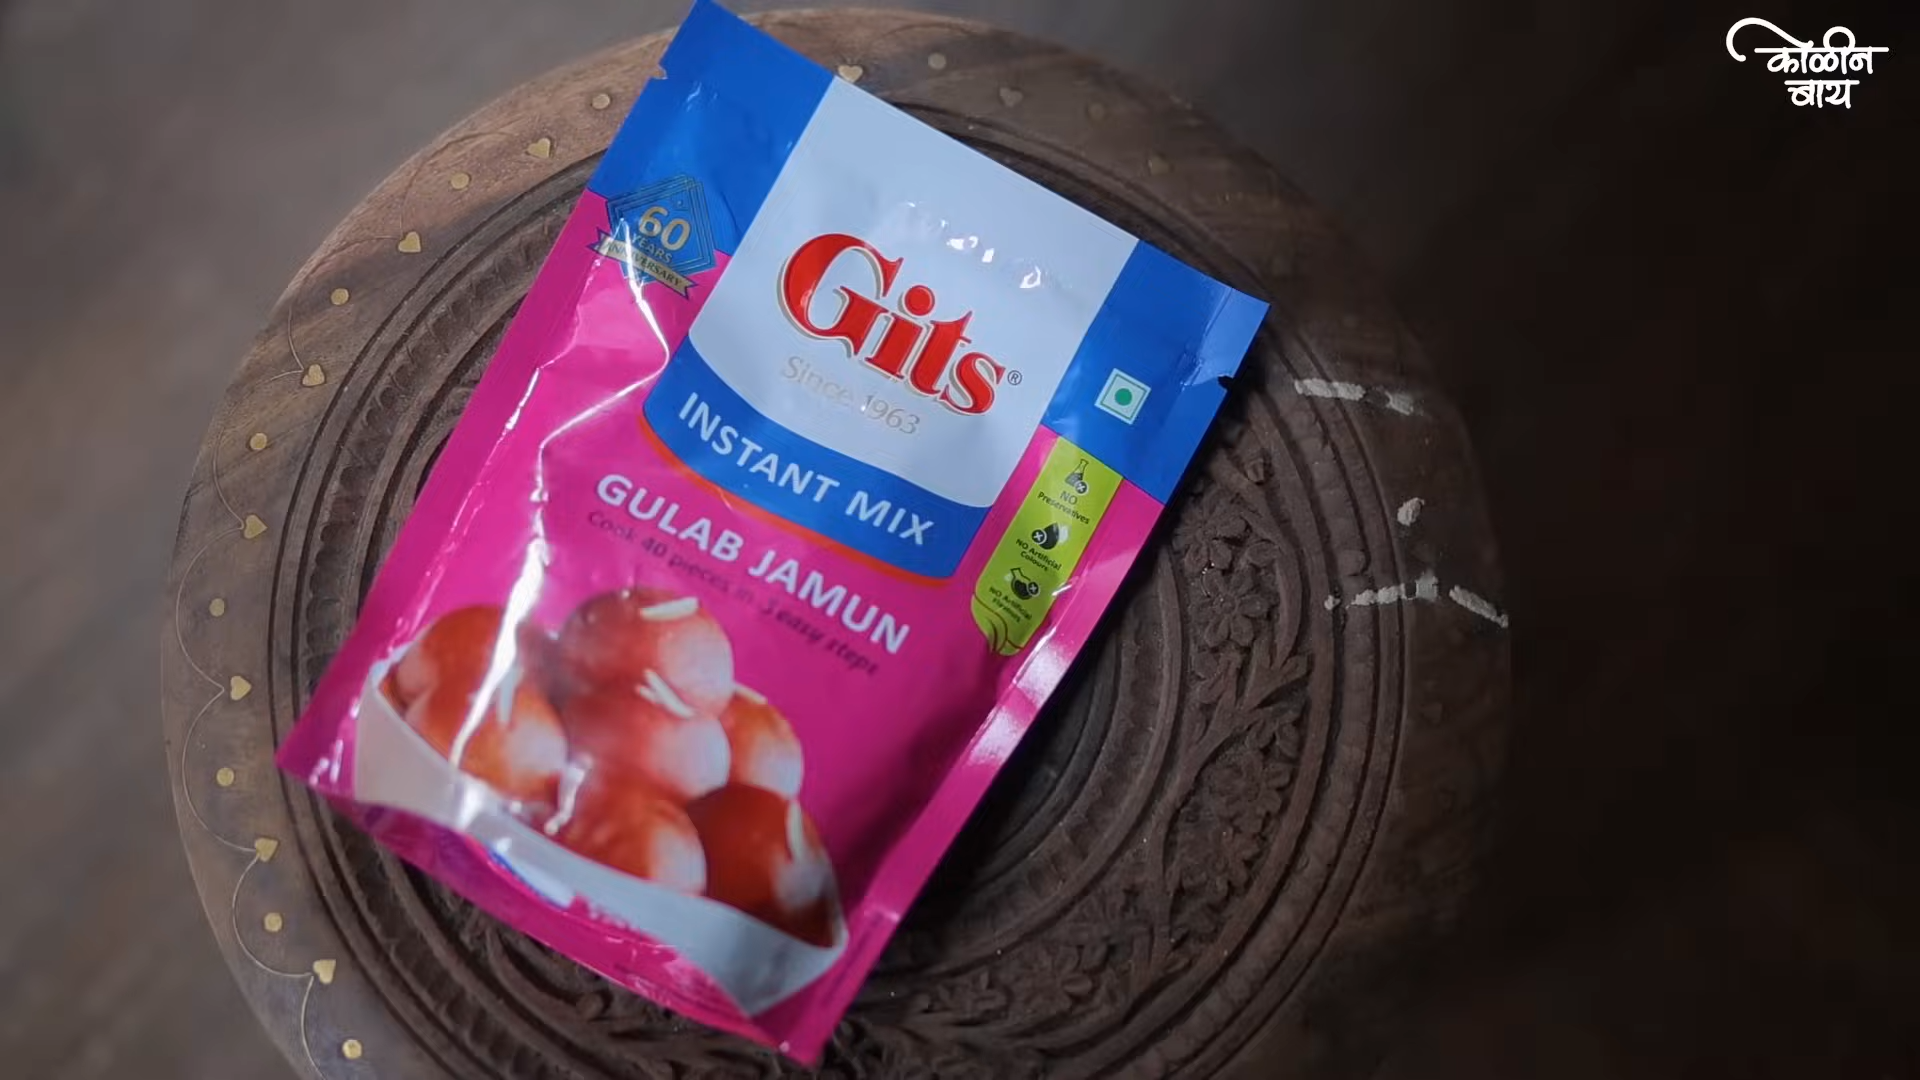 कोळीन
बाय
60
YEARS
ANNIVERSARY
Gits®
Since 1963
INSTANT MIX
GULAB JAMUN
Cook 40 pieces in 3 easy steps
NO
Preservatives
NO Artificial
Colours
NO Artificial
Flavours